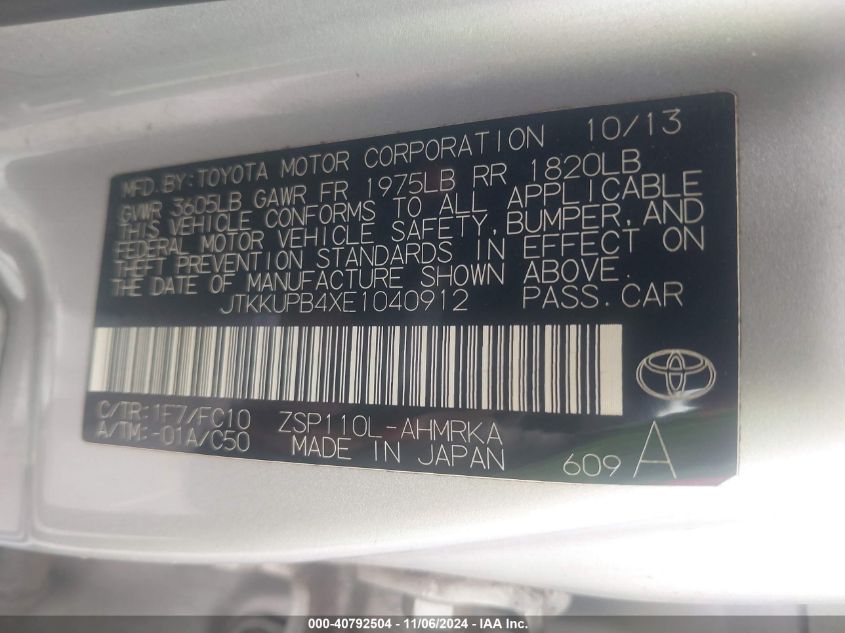 MFD. BY: TOYOTA MOTOR CORPORATION 10/13
GVWR 3605LB GAWR FR 1975LB RR 1820LB
THIS VEHICLE CONFORMS TO ALL APPLICABLE
FEDERAL MOTOR VEHICLE SAFETY, BUMPER, AND
THEFT PREVENTION STANDARDS IN EFFECT ON
THE DATE OF MANUFACTURE SHOWN ABOVE.
JTKKUPB4XE1040912 PASS. CAR
C/TR: 1F7/FC10 ZSP110L-AHMRKA
A/TM: -01A/C50 MADE IN JAPAN 609 A
000-40792504 - 11/06/2024 - IAA Inc.